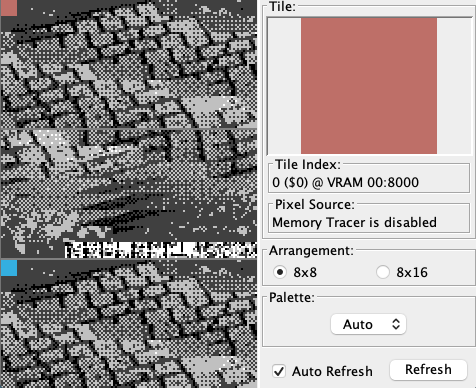 Tile:
Tile Index:
0 ($0) @ VRAM 00:8000
Pixel Source:
Memory Tracer is disabled
Arrangement:
8x8
8x16
Palette:
Auto
Auto Refresh
Refresh